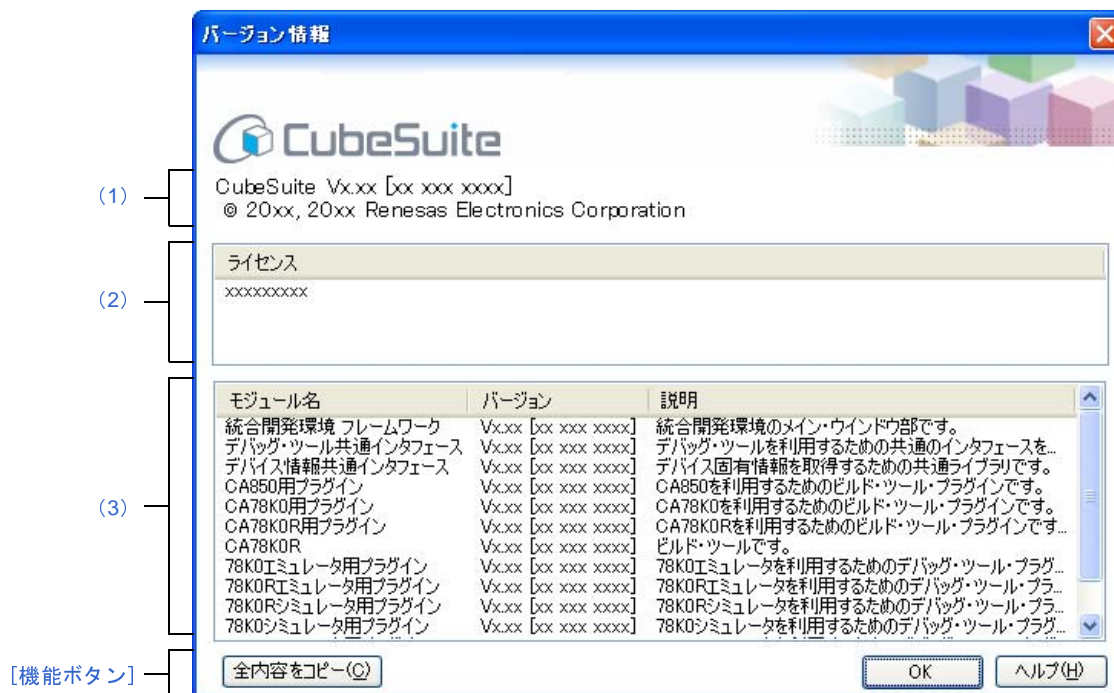 バージョン情報
CubeSuite
(1)
CubeSuite Vx.xx [xx xxx xxxx]
© 20xx, 20xx Renesas Electronics Corporation
(2)
ライセンス
xxxxxxxxx
(3)
モジュール名 バージョン 説明
統合開発環境 フレームワーク Vx.xx [xx xxx xxxx] 統合開発環境のメイン・ウインドウ部です。
デバッグ・ツール共通インタフェース Vx.xx [xx xxx xxxx] デバッグ・ツールを利用するための共通のインタフェースを...
デバイス情報共通インタフェース Vx.xx [xx xxx xxxx] デバイス固有情報を取得するための共通ライブラリです。
CA850用プラグイン Vx.xx [xx xxx xxxx] CA850を利用するためのビルド・ツール・プラグインです。
CA78K0用プラグイン Vx.xx [xx xxx xxxx] CA78K0を利用するためのビルド・ツール・プラグインです。
CA78K0R用プラグイン Vx.xx [xx xxx xxxx] CA78K0Rを利用するためのビルド・ツール・プラグインです...
CA78K0R Vx.xx [xx xxx xxxx] ビルド・ツールです。
78K0エミュレータ用プラグイン Vx.xx [xx xxx xxxx] 78K0エミュレータを利用するためのデバッグ・ツール・プラグ...
78K0Rエミュレータ用プラグイン Vx.xx [xx xxx xxxx] 78K0Rエミュレータを利用するためのデバッグ・ツール・プラ...
78K0Rシミュレータ用プラグイン Vx.xx [xx xxx xxxx] 78K0Rシミュレータを利用するためのデバッグ・ツール・プラ...
78K0シミュレータ用プラグイン Vx.xx [xx xxx xxxx] 78K0シミュレータを利用するためのデバッグ・ツール・プラグ...
[機能ボタン]
全内容をコピー(C) OK ヘルプ(H)